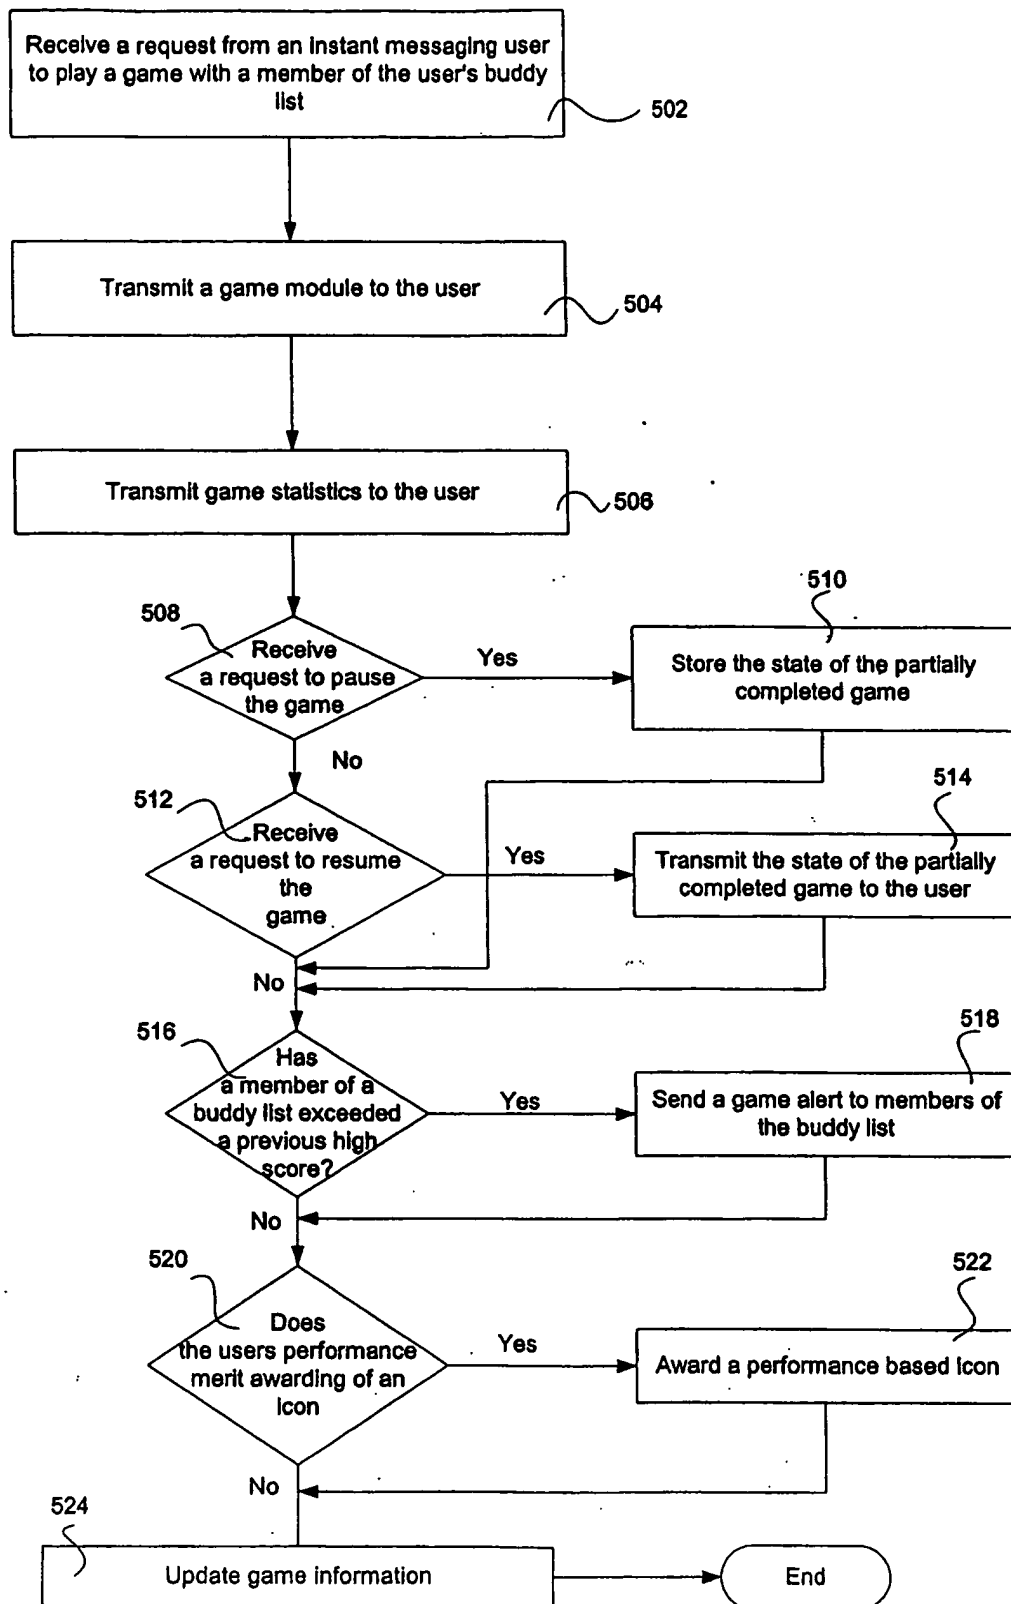 Receive a request from an instant messaging user
to play a game with a member of the user's buddy
list
502
Transmit a game module to the user
504
Transmit game statistics to the user
506
508
Receive
a request to pause
the game
Yes
510
Store the state of the partially
completed game
No
512
Receive
a request to resume
the
game
Yes
514
Transmit the state of the partially
completed game to the user
No
516
Has
a member of a
buddy list exceeded
a previous high
score?
Yes
518
Send a game alert to members of
the buddy list
No
520
Does
the users performance
merit awarding of an
icon
Yes
522
Award a performance based icon
No
524
Update game information
End